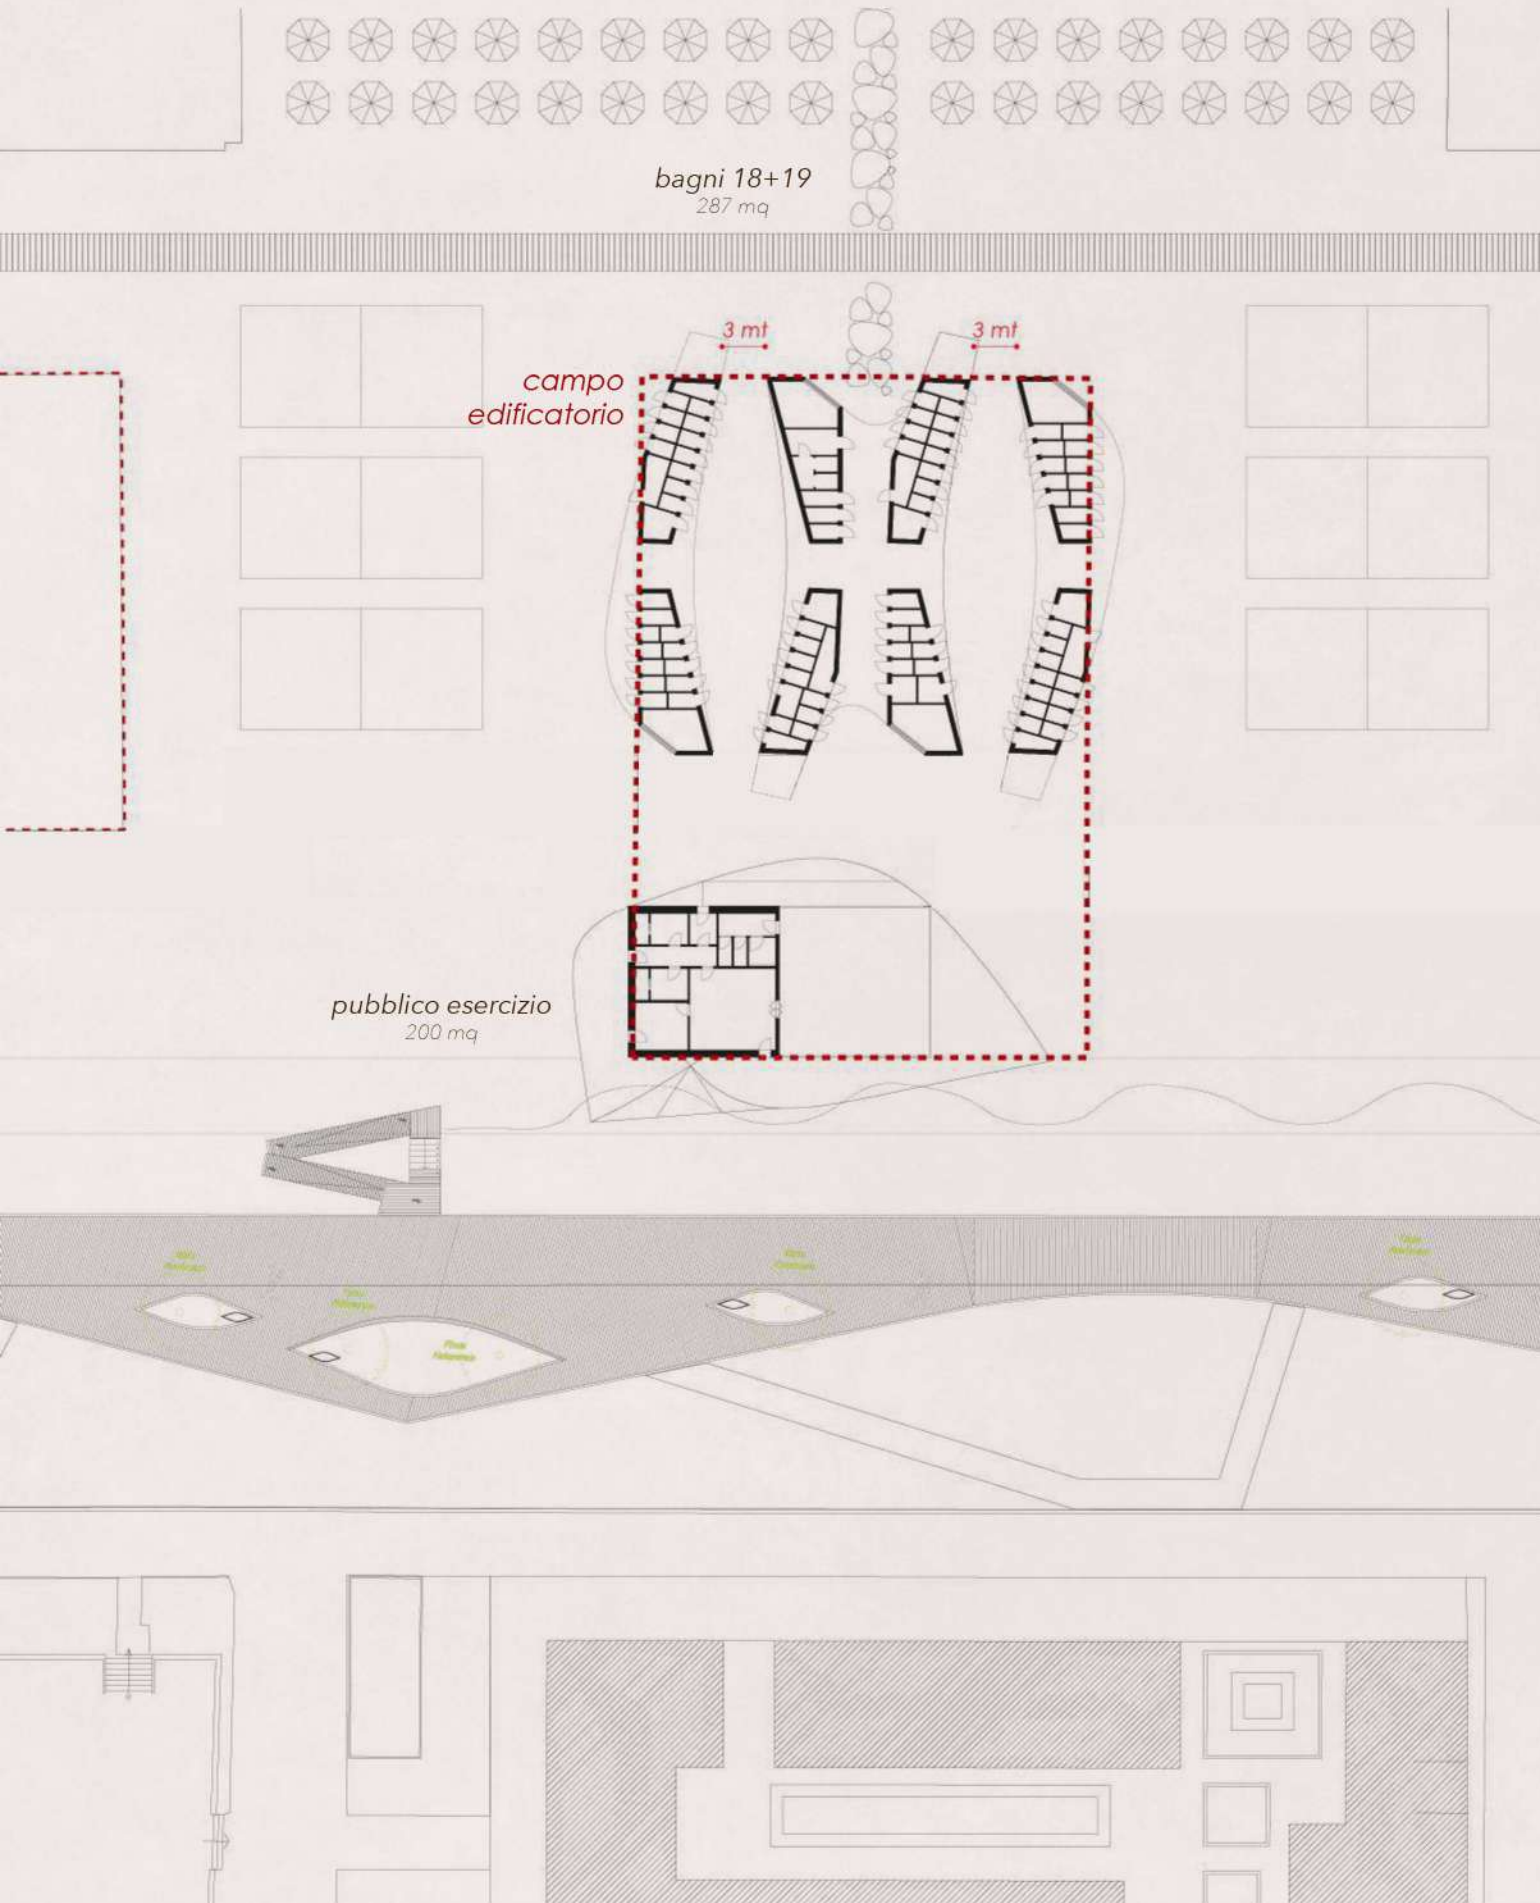 bagni 18+19
287 mq
3 mt
3 mt
campo
edificatorio
pubblico esercizio
200 mq